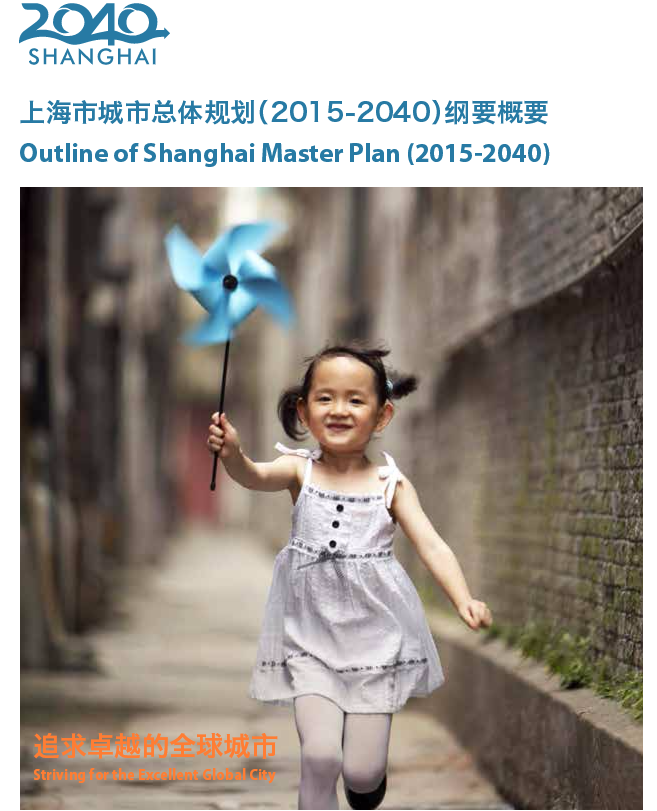 2040
SHANGHAI
上海市城市总体规划（2015-2040）纲要概要
Outline of Shanghai Master Plan (2015-2040)
追求卓越的全球城市
Striving for the Excellent Global City